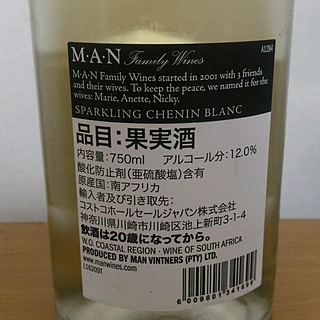 M·A·N Family Wines
A1284
M·A·N Family Wines started in 2001 with 3 friends
and their wives. To keep the peace, we named it for the
wives: Marie, Anette, Nicky.
SPARKLING CHENIN BLANC
品目:果実酒
内容量:750ml アルコール分:12.0%
酸化防止剤(亜硫酸塩)含有
原産国:南アフリカ
輸入者及び引き取先:
コストコホールセールジャパン株式会社
神奈川県川崎市川崎区池上新町3-1-4
飲酒は20歳になってから。
W.O. COASTAL REGION · WINE OF SOUTH AFRICA
PRODUCED BY MAN VINTNERS (PTY) LTD.
www.manwines.com
L16209T